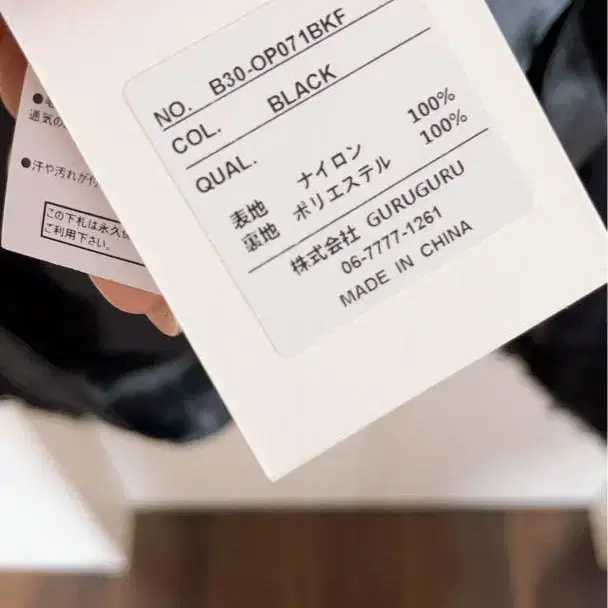 NO. B30-OP071BKF
COL. BLACK
QUAL.
表地 ナイロン 100%
裏地 ポリエステル 100%
株式会社 GURUGURU
06-7777-1261
MADE IN CHINA
通気の
●汗や汚れが付
この下札は永久
ご利用下さい。